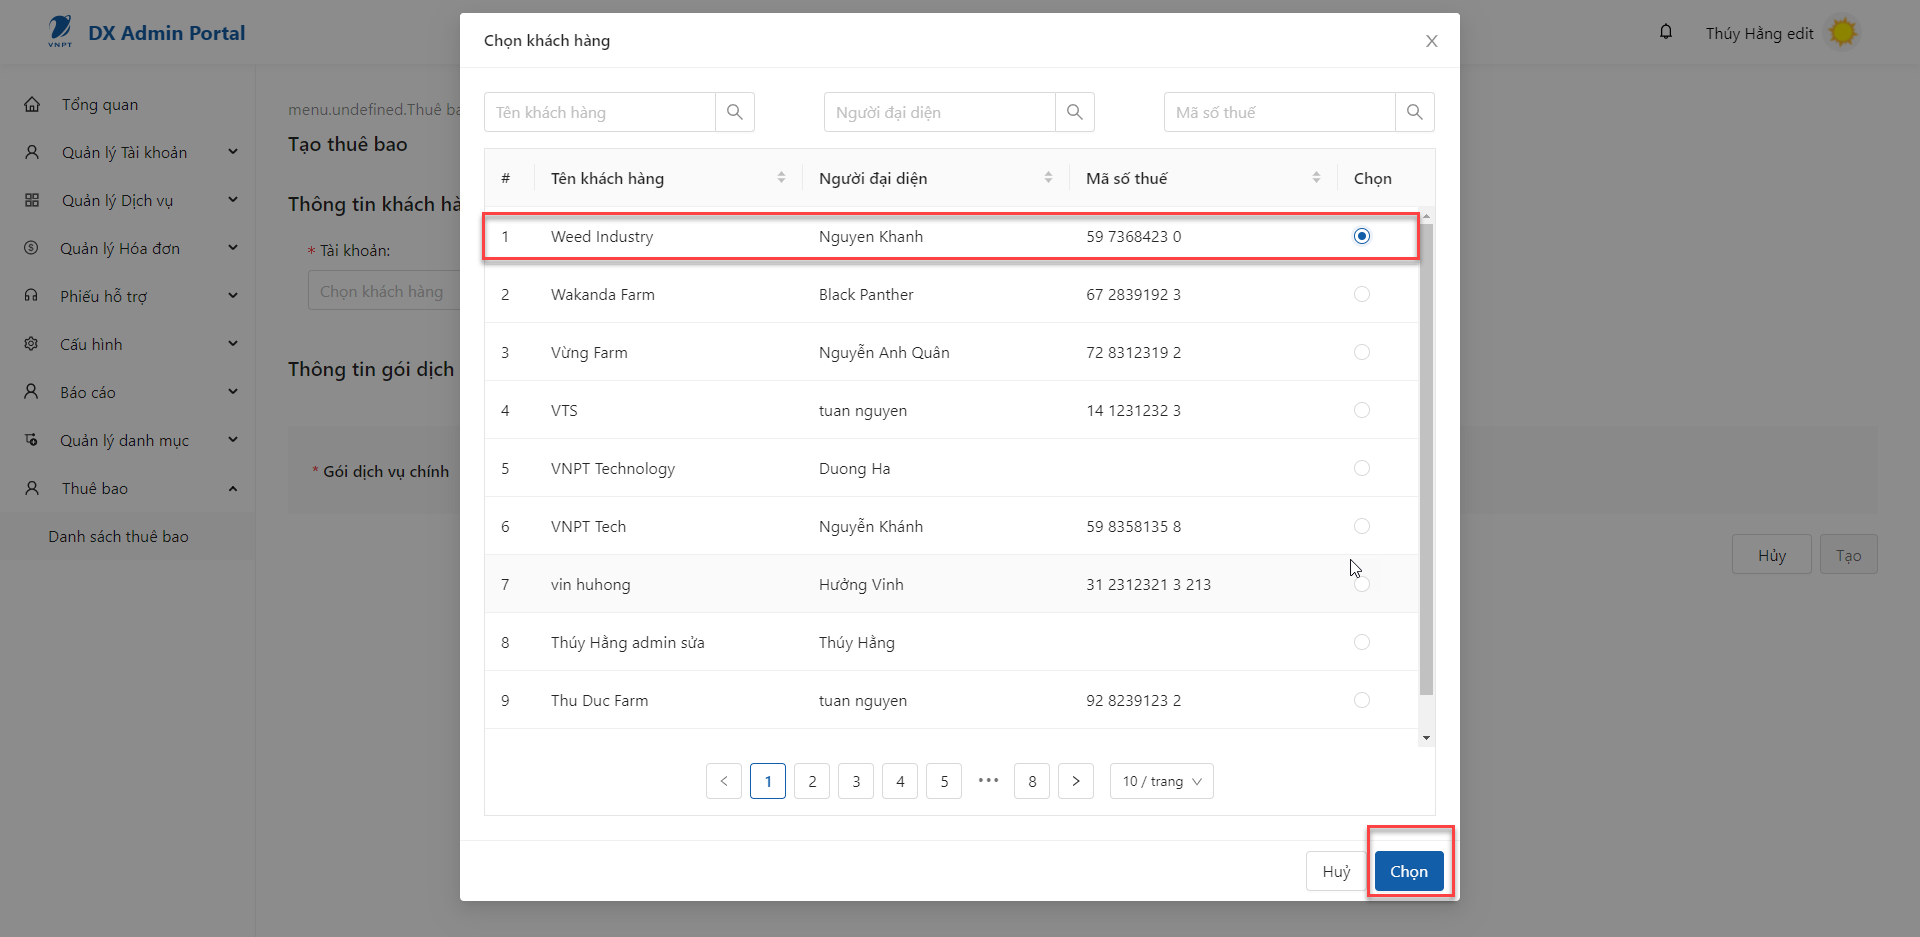 VNPT
DX Admin Portal
Thúy Hằng edit
Tổng quan
Quản lý Tài khoản
Quản lý Dịch vụ
Quản lý Hóa đơn
Phiếu hỗ trợ
Cấu hình
Báo cáo
Quản lý danh mục
Thuê bao
Danh sách thuê bao
menu.undefined.Thuê ba
Tạo thuê bao
Thông tin khách hà
* Tài khoản:
Chọn khách hàng
Thông tin gói dịch
* Gói dịch vụ chính
Hủy
Tạo
Chọn khách hàng
Tên khách hàng
Người đại diện
Mã số thuế
# Tên khách hàng Người đại diện Mã số thuế Chọn
1 Weed Industry Nguyen Khanh 59 7368423 0
2 Wakanda Farm Black Panther 67 2839192 3
3 Vừng Farm Nguyễn Anh Quân 72 8312319 2
4 VTS tuan nguyen 14 1231232 3
5 VNPT Technology Duong Ha
6 VNPT Tech Nguyễn Khánh 59 8358135 8
7 vin huhong Hưởng Vinh 31 2312321 3 213
8 Thúy Hằng admin sửa Thúy Hằng
9 Thu Duc Farm tuan nguyen 92 8239123 2
< 1 2 3 4 5 ••• 8 > 10 / trang
Huỷ
Chọn